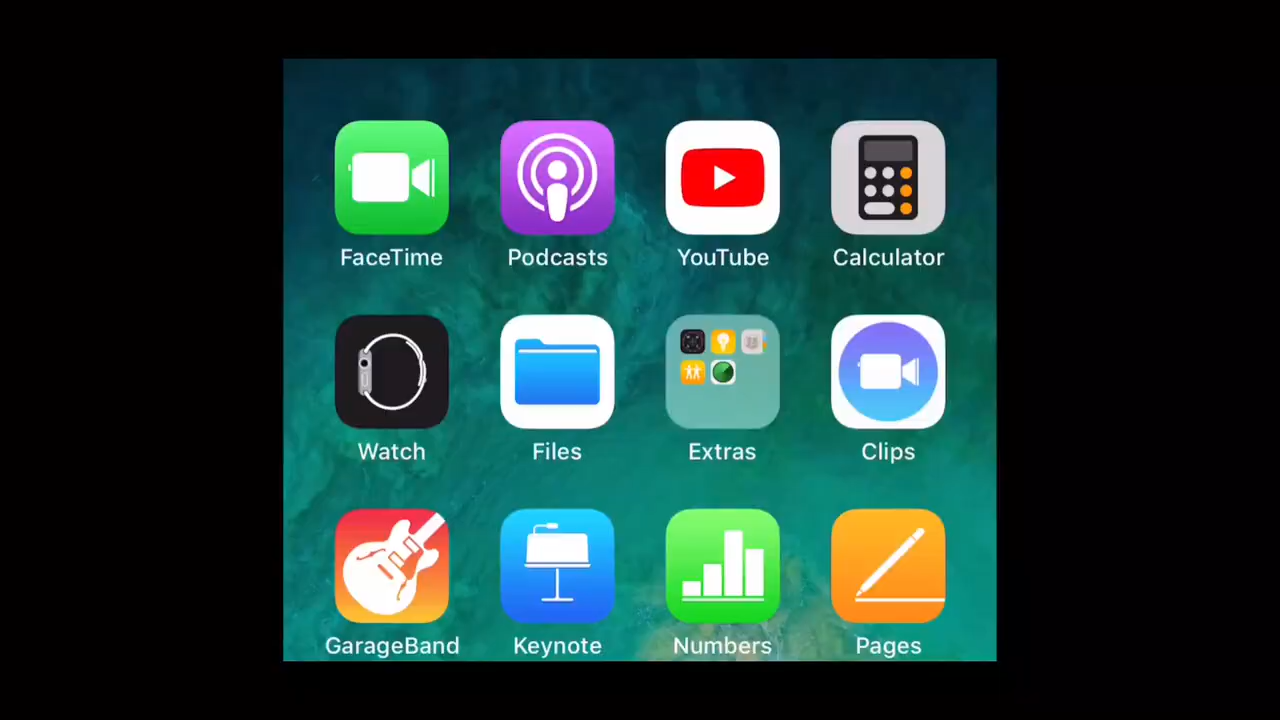 FaceTime Podcasts YouTube Calculator
Watch Files Extras Clips
GarageBand Keynote Numbers Pages